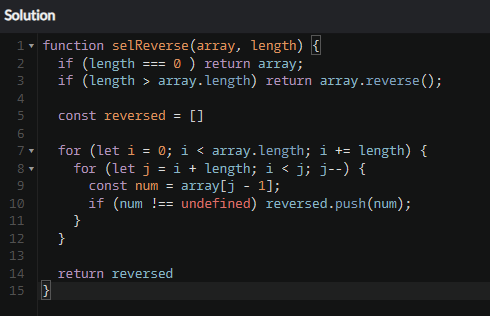 Solution
1 function selReverse(array, length) {
2 if (length === 0 ) return array;
3 if (length > array.length) return array.reverse();
4
5 const reversed = []
6
7 for (let i = 0; i < array.length; i += length) {
8 for (let j = i + length; i < j; j--) {
9 const num = array[j - 1];
10 if (num !== undefined) reversed.push(num);
11 }
12 }
13
14 return reversed
15 }